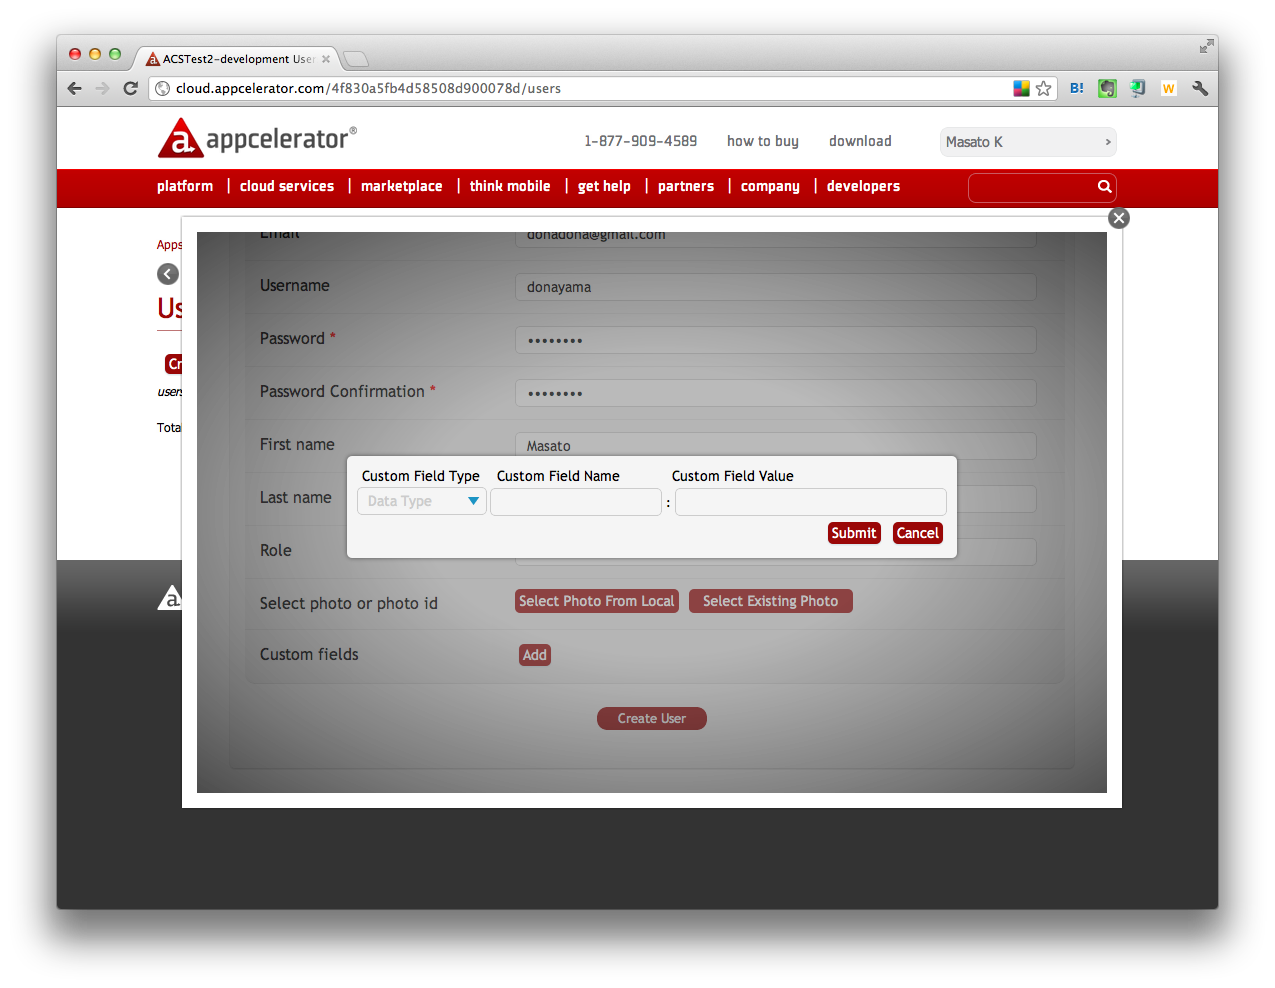 ACSTest2-development User
cloud.appcelerator.com/4f830a5fb4d58508d900078d/users
B!
W
a appcelerator®
1-877-909-4589 how to buy download
Masato K
platform | cloud services | marketplace | think mobile | get help | partners | company | developers
Apps
Email
donadona@gmail.com
Us
Username
donayama
Password *
••••••••
Cr
Password Confirmation *
••••••••
users
Tota
First name
Masato
Custom Field Type Custom Field Name Custom Field Value
Last name
Data Type
:
Submit Cancel
Role
Select photo or photo id
Select Photo From Local Select Existing Photo
a
Custom fields
Add
Create User